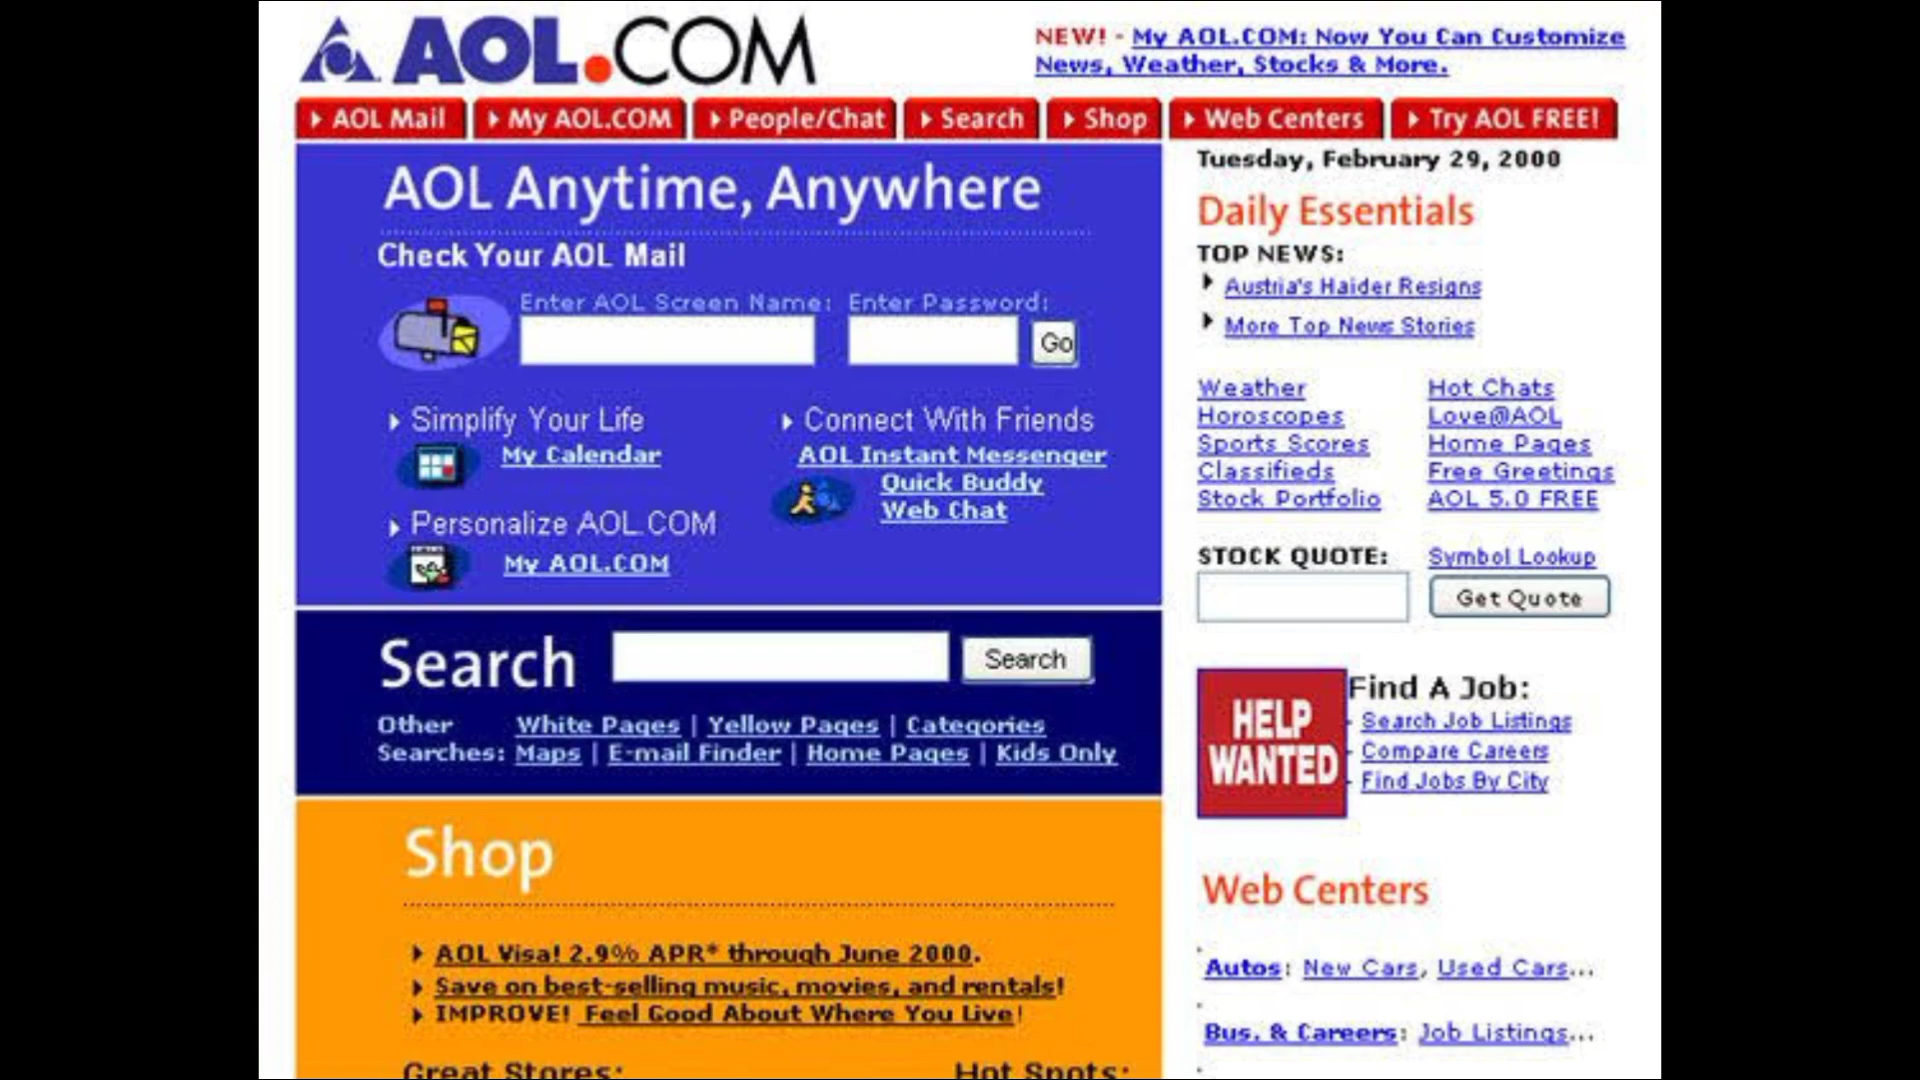 AOL.COM
NEW! - My AOL.COM: Now You Can Customize
News, Weather, Stocks & More.
AOL Mail
My AOL.COM
People/Chat
Search
Shop
Web Centers
Try AOL FREE!
AOL Anytime, Anywhere
Check Your AOL Mail
Enter AOL Screen Name:
Enter Password:
Go
Simplify Your Life
My Calendar
Personalize AOL.COM
My AOL.COM
Connect With Friends
AOL Instant Messenger
Quick Buddy
Web Chat
Search
Search
Other
Searches:
White Pages | Yellow Pages | Categories
Maps | E-mail Finder | Home Pages | Kids Only
Shop
AOL Visa! 2.9% APR* through June 2000.
Save on best-selling music, movies, and rentals!
IMPROVE! Feel Good About Where You Live!
Great Stores:
Hot Spots:
Tuesday, February 29, 2000
Daily Essentials
TOP NEWS:
Austria's Haider Resigns
More Top News Stories
Weather
Horoscopes
Sports Scores
Classifieds
Stock Portfolio
Hot Chats
Love@AOL
Home Pages
Free Greetings
AOL 5.0 FREE
STOCK QUOTE:
Symbol Lookup
Get Quote
HELP
WANTED
Find A Job:
- Search Job Listings
- Compare Careers
- Find Jobs By City
Web Centers
Autos: New Cars, Used Cars...
Bus. & Careers: Job Listings...